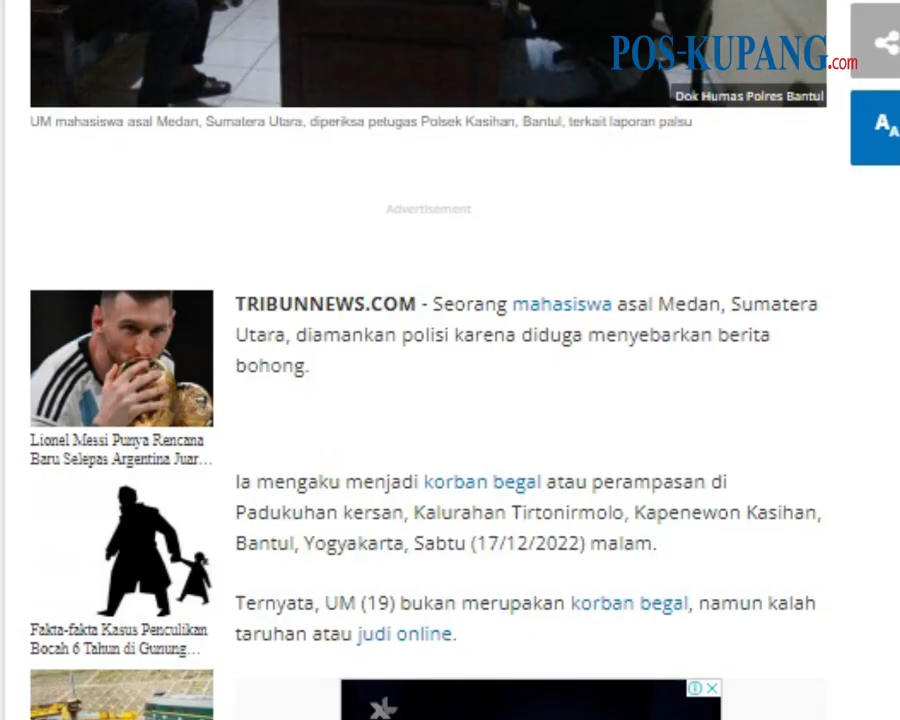 POS-KUPANG.com
Dok Humas Polres Bantul
UM mahasiswa asal Medan, Sumatera Utara, diperiksa petugas Polsek Kasihan, Bantul, terkait laporan palsu
AA
Advertisement
TRIBUNNEWS.COM - Seorang mahasiswa asal Medan, Sumatera
Utara, diamankan polisi karena diduga menyebarkan berita
bohong.
Lionel Messi Punya Rencana
Baru Selepas Argentina Juar...
Ia mengaku menjadi korban begal atau perampasan di
Padukuhan kersan, Kalurahan Tirtonirmolo, Kapenewon Kasihan,
Bantul, Yogyakarta, Sabtu (17/12/2022) malam.
Fakta-fakta Kasus Penculikan
Bocah 6 Tahun di Gunung...
Ternyata, UM (19) bukan merupakan korban begal, namun kalah
taruhan atau judi online.